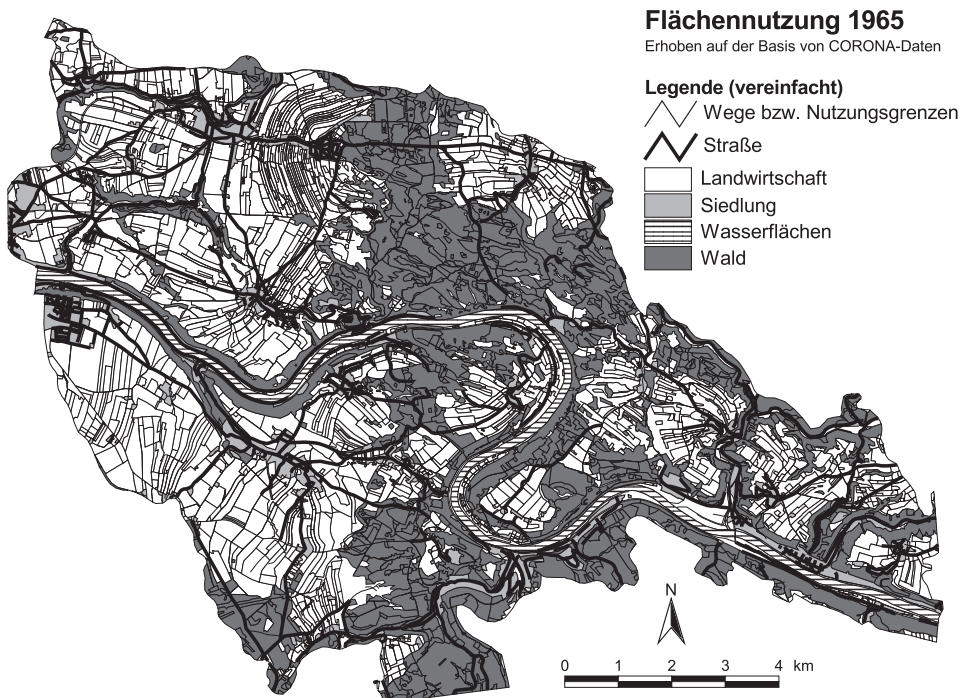 Flächennutzung 1965
Erhoben auf der Basis von CORONA-Daten
Legende (vereinfacht)
Wege bzw. Nutzungsgrenzen
Straße
Landwirtschaft
Siedlung
Wasserflächen
Wald
N
0 1 2 3 4 km